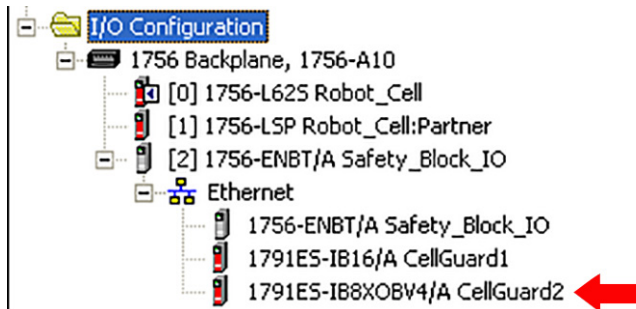 I/O Configuration
1756 Backplane, 1756-A10
[0] 1756-L62S Robot_Cell
[1] 1756-LSP Robot_Cell:Partner
[2] 1756-ENBT/A Safety_Block_IO
Ethernet
1756-ENBT/A Safety_Block_IO
1791ES-IB16/A CellGuard1
1791ES-IB8XOBV4/A CellGuard2